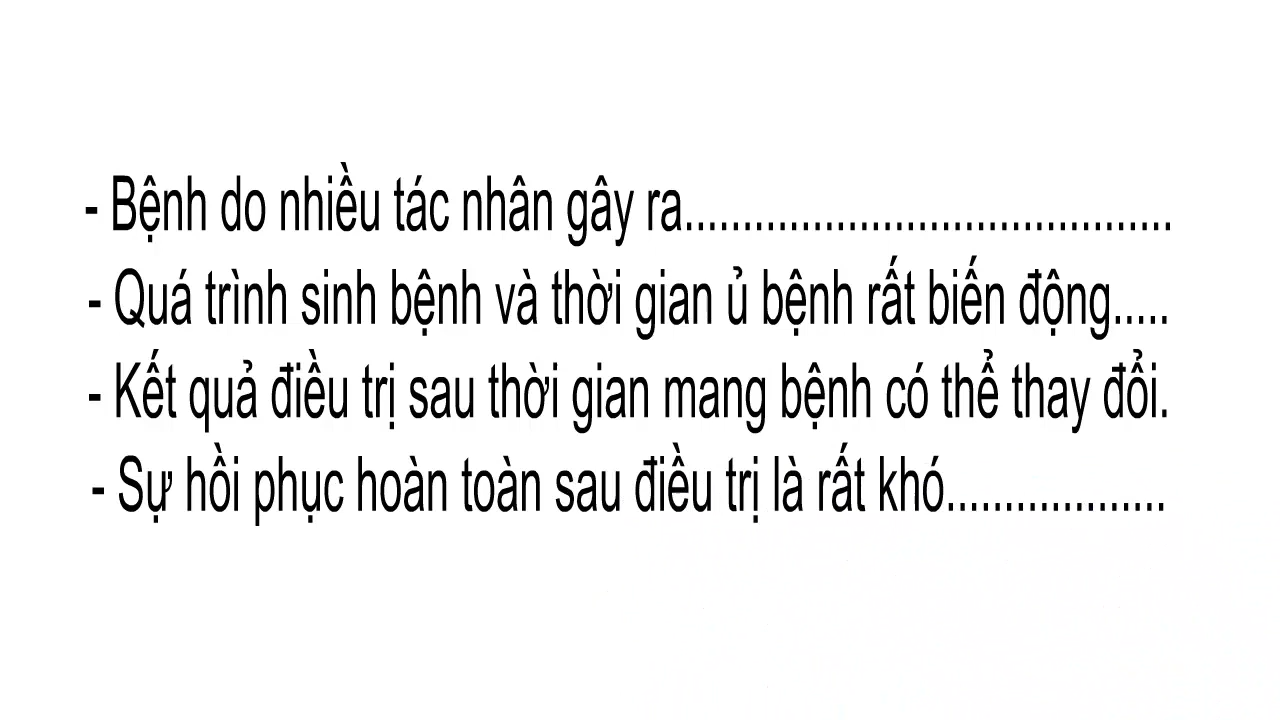 - Bệnh do nhiều tác nhân gây ra..........................................
- Quá trình sinh bệnh và thời gian ủ bệnh rất biến động.....
- Kết quả điều trị sau thời gian mang bệnh có thể thay đổi.
- Sự hồi phục hoàn toàn sau điều trị là rất khó...................